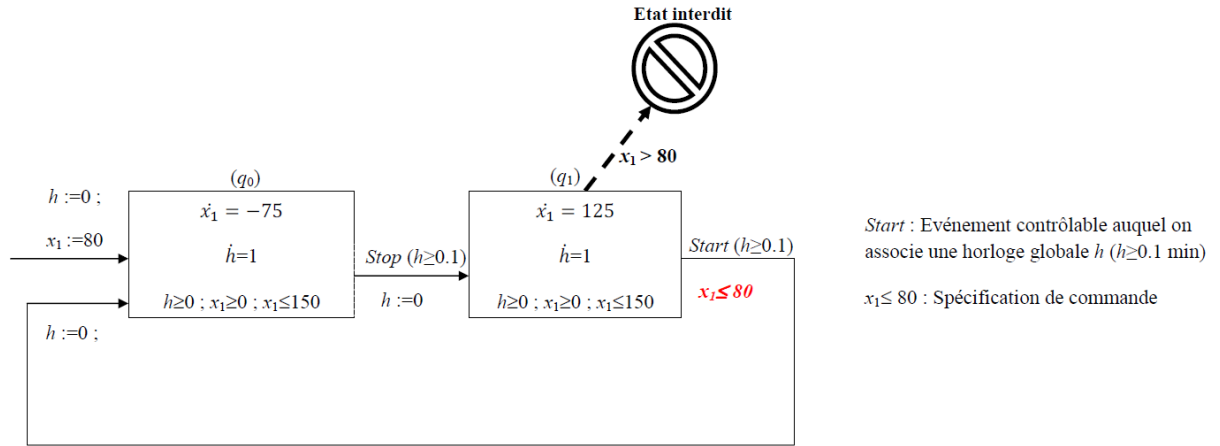 Etat interdit
x₁ > 80
(q₀)
(q₁)
h :=0 ;
x₁ :=80
ẋ₁ = −75
ḣ=1
h≥0 ; x₁≥0 ; x₁≤150
Stop (h≥0.1)
h :=0
ẋ₁ = 125
ḣ=1
h≥0 ; x₁≥0 ; x₁≤150
Start (h≥0.1)
x₁≤ 80
h :=0 ;
Start : Evénement contrôlable auquel on
associe une horloge globale h (h≥0.1 min)
x₁≤ 80 : Spécification de commande